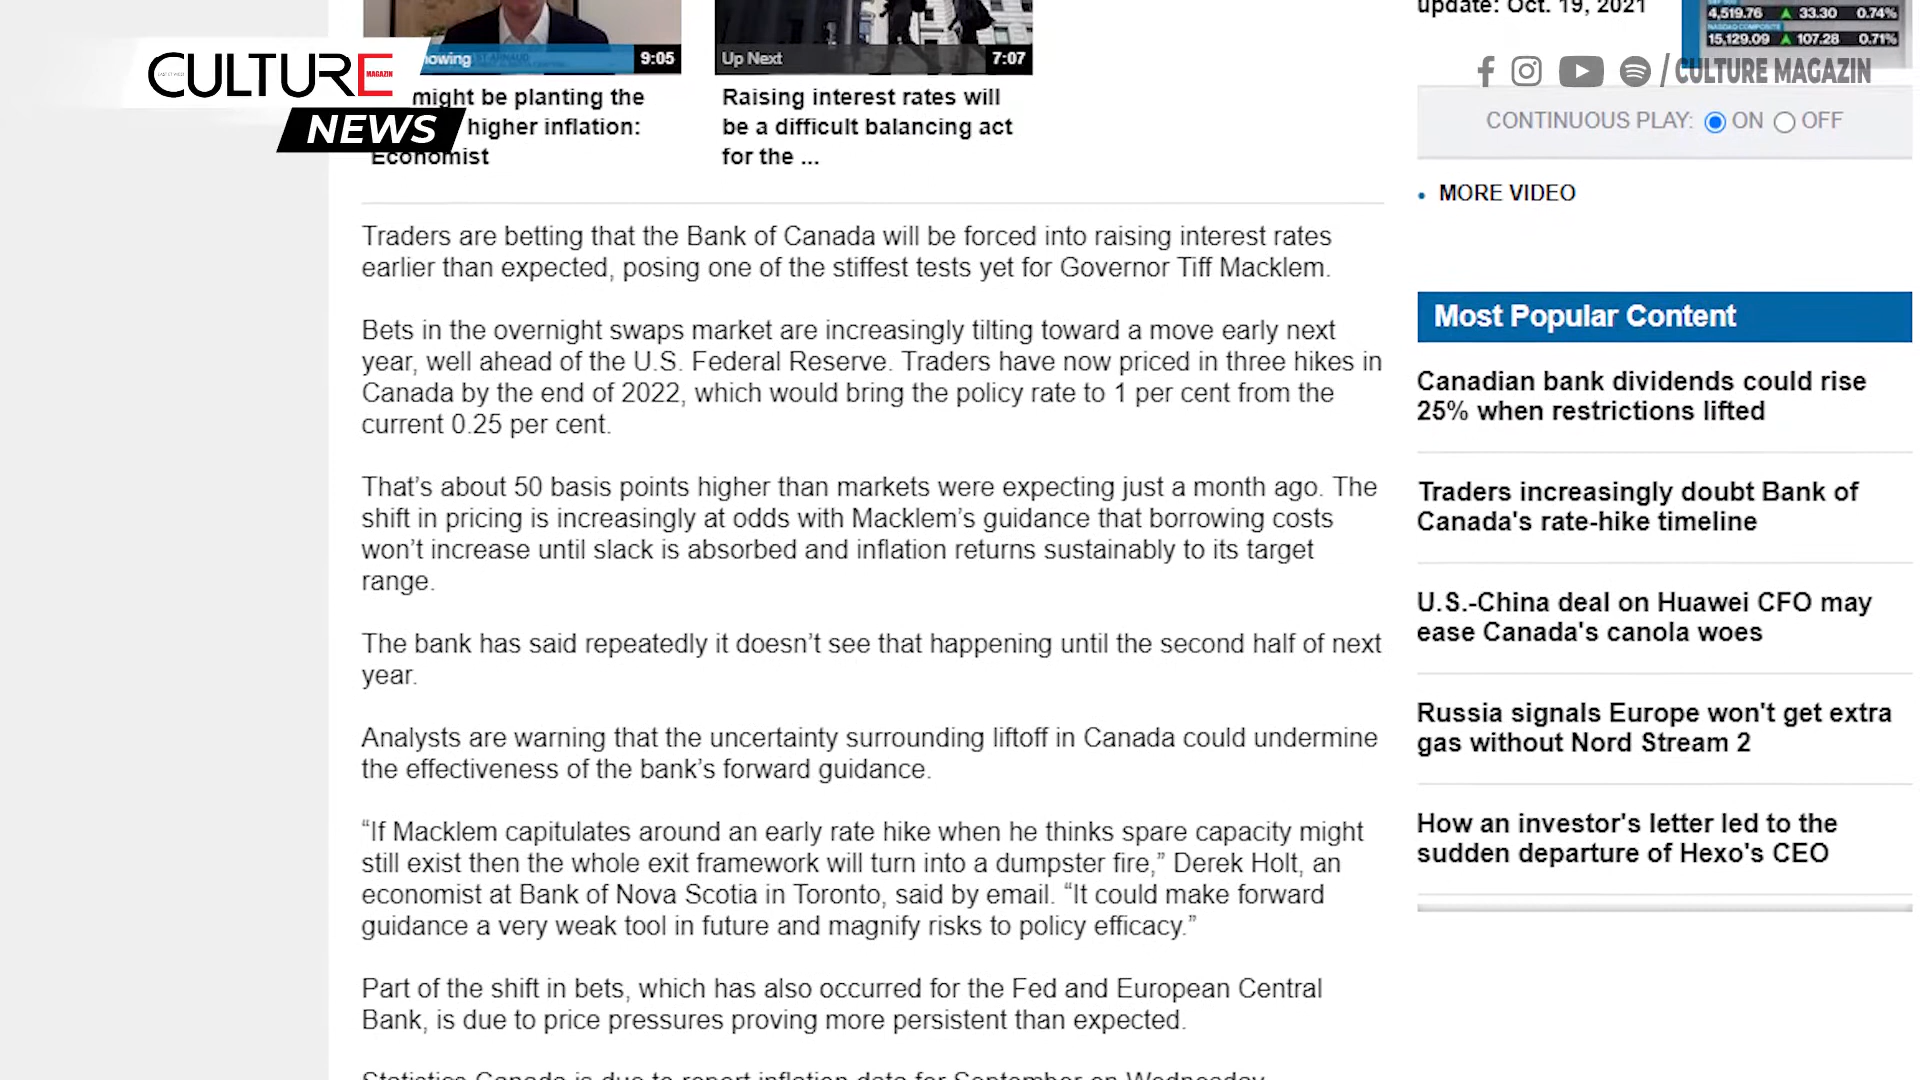 update: Oct. 19, 2021
4,519.76 33.30 0.74%
NASDAQ COMPOSITE
15,129.09 107.28 0.71%
CULTURE
MAGAZIN
NEWS
/ CULTURE MAGAZIN
owing
9:05
Up Next
7:07
might be planting the
higher inflation:
Economist
Raising interest rates will
be a difficult balancing act
for the ...
CONTINUOUS PLAY: ON OFF
• MORE VIDEO
Traders are betting that the Bank of Canada will be forced into raising interest rates
earlier than expected, posing one of the stiffest tests yet for Governor Tiff Macklem.
Bets in the overnight swaps market are increasingly tilting toward a move early next
year, well ahead of the U.S. Federal Reserve. Traders have now priced in three hikes in
Canada by the end of 2022, which would bring the policy rate to 1 per cent from the
current 0.25 per cent.
That’s about 50 basis points higher than markets were expecting just a month ago. The
shift in pricing is increasingly at odds with Macklem’s guidance that borrowing costs
won’t increase until slack is absorbed and inflation returns sustainably to its target
range.
The bank has said repeatedly it doesn’t see that happening until the second half of next
year.
Analysts are warning that the uncertainty surrounding liftoff in Canada could undermine
the effectiveness of the bank’s forward guidance.
“If Macklem capitulates around an early rate hike when he thinks spare capacity might
still exist then the whole exit framework will turn into a dumpster fire,” Derek Holt, an
economist at Bank of Nova Scotia in Toronto, said by email. “It could make forward
guidance a very weak tool in future and magnify risks to policy efficacy.”
Part of the shift in bets, which has also occurred for the Fed and European Central
Bank, is due to price pressures proving more persistent than expected.
Statistics Canada is due to report inflation data for September on Wednesday
Most Popular Content
Canadian bank dividends could rise
25% when restrictions lifted
Traders increasingly doubt Bank of
Canada's rate-hike timeline
U.S.-China deal on Huawei CFO may
ease Canada's canola woes
Russia signals Europe won't get extra
gas without Nord Stream 2
How an investor's letter led to the
sudden departure of Hexo's CEO